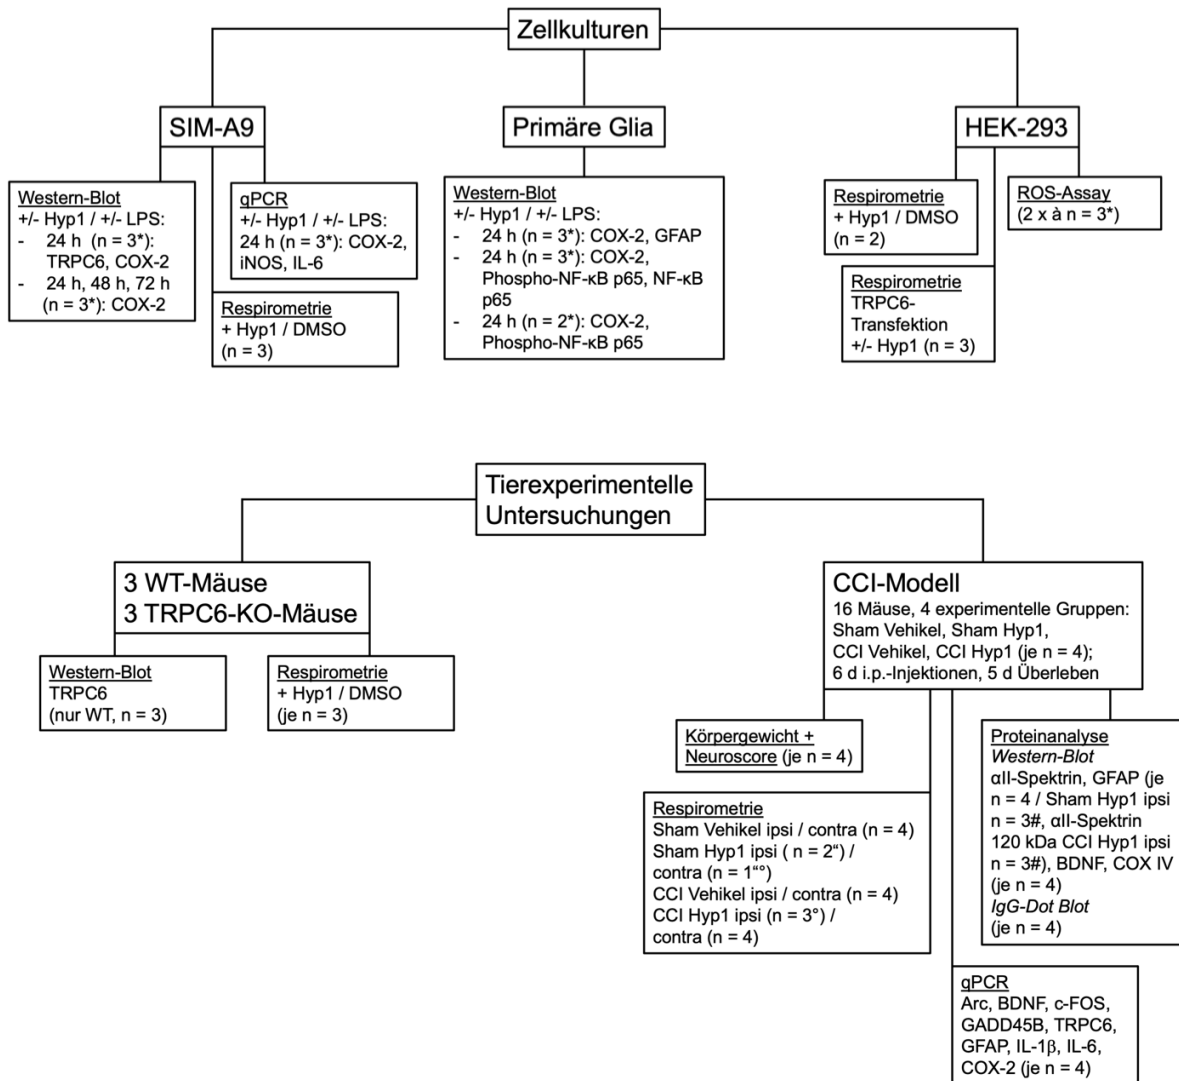 Zellkulturen
SIM-A9
Primäre Glia
HEK-293
Western-Blot
+/- Hyp1 / +/- LPS:
- 24 h (n = 3*):
TRPC6, COX-2
- 24 h, 48 h, 72 h
(n = 3*): COX-2
qPCR
+/- Hyp1 / +/- LPS:
24 h (n = 3*): COX-2,
iNOS, IL-6
Respirometrie
+ Hyp1 / DMSO
(n = 3)
Western-Blot
+/- Hyp1 / +/- LPS:
- 24 h (n = 3*): COX-2, GFAP
- 24 h (n = 3*): COX-2,
Phospho-NF-κB p65, NF-κB
p65
- 24 h (n = 2*): COX-2,
Phospho-NF-κB p65
Respirometrie
+ Hyp1 / DMSO
(n = 2)
Respirometrie
TRPC6-
Transfektion
+/- Hyp1 (n = 3)
ROS-Assay
(2 x à n = 3*)
Tierexperimentelle
Untersuchungen
3 WT-Mäuse
3 TRPC6-KO-Mäuse
Western-Blot
TRPC6
(nur WT, n = 3)
Respirometrie
+ Hyp1 / DMSO
(je n = 3)
CCI-Modell
16 Mäuse, 4 experimentelle Gruppen:
Sham Vehikel, Sham Hyp1,
CCI Vehikel, CCI Hyp1 (je n = 4);
6 d i.p.-Injektionen, 5 d Überleben
Körpergewicht +
Neuroscore (je n = 4)
Respirometrie
Sham Vehikel ipsi / contra (n = 4)
Sham Hyp1 ipsi ( n = 2“) /
contra (n = 1“°)
CCI Vehikel ipsi / contra (n = 4)
CCI Hyp1 ipsi (n = 3°) /
contra (n = 4)
Proteinanalyse
Western-Blot
αII-Spektrin, GFAP (je
n = 4 / Sham Hyp1 ipsi
n = 3#, αII-Spektrin
120 kDa CCI Hyp1 ipsi
n = 3#), BDNF, COX IV
(je n = 4)
IgG-Dot Blot
(je n = 4)
qPCR
Arc, BDNF, c-FOS,
GADD45B, TRPC6,
GFAP, IL-1β, IL-6,
COX-2 (je n = 4)